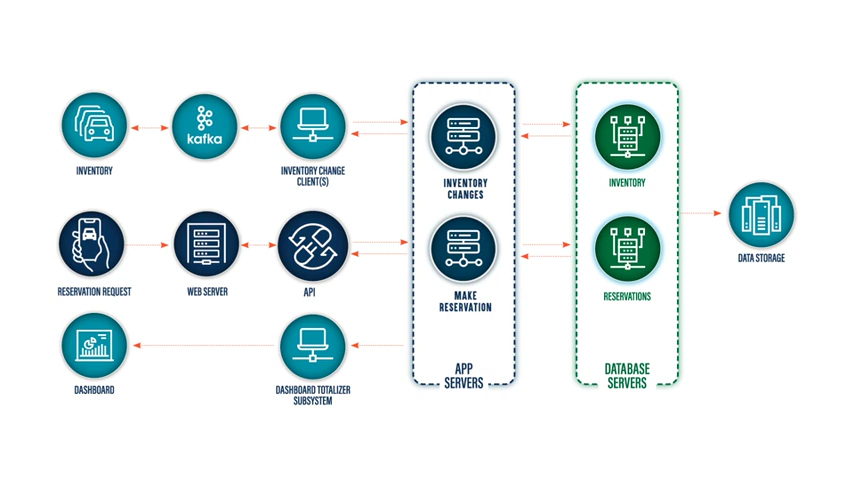 kafka
INVENTORY
INVENTORY CHANGE
CLIENT(S)
INVENTORY
CHANGES
INVENTORY
RESERVATION REQUEST
WEB SERVER
API
MAKE
RESERVATION
RESERVATIONS
DATA STORAGE
DASHBOARD
DASHBOARD TOTALIZER
SUBSYSTEM
APP
SERVERS
DATABASE
SERVERS